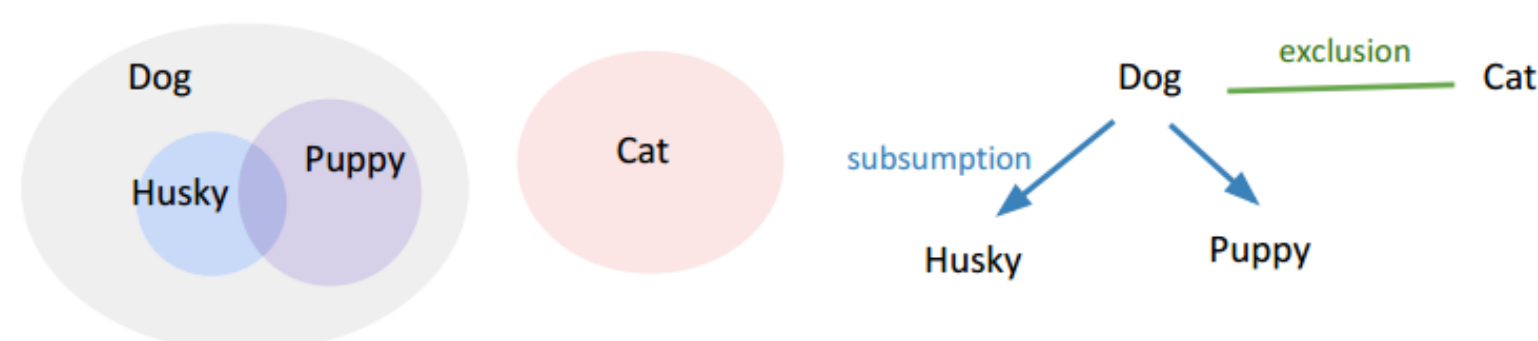 Dog
Husky
Puppy
Cat
Dog
exclusion
Cat
subsumption
Husky
Puppy